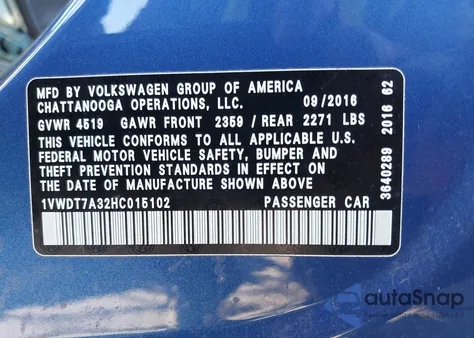 MFD BY VOLKSWAGEN GROUP OF AMERICA
CHATTANOOGA OPERATIONS, LLC. 09/2016
GVWR 4519 GAWR FRONT 2359 / REAR 2271 LBS
THIS VEHICLE CONFORMS TO ALL APPLICABLE U.S.
FEDERAL MOTOR VEHICLE SAFETY, BUMPER AND
THEFT PREVENTION STANDARDS IN EFFECT ON THE
DATE OF MANUFACTURE SHOWN ABOVE
1VWDT7A32HC015102 PASSENGER CAR
3640289 2016 62
autoSnap